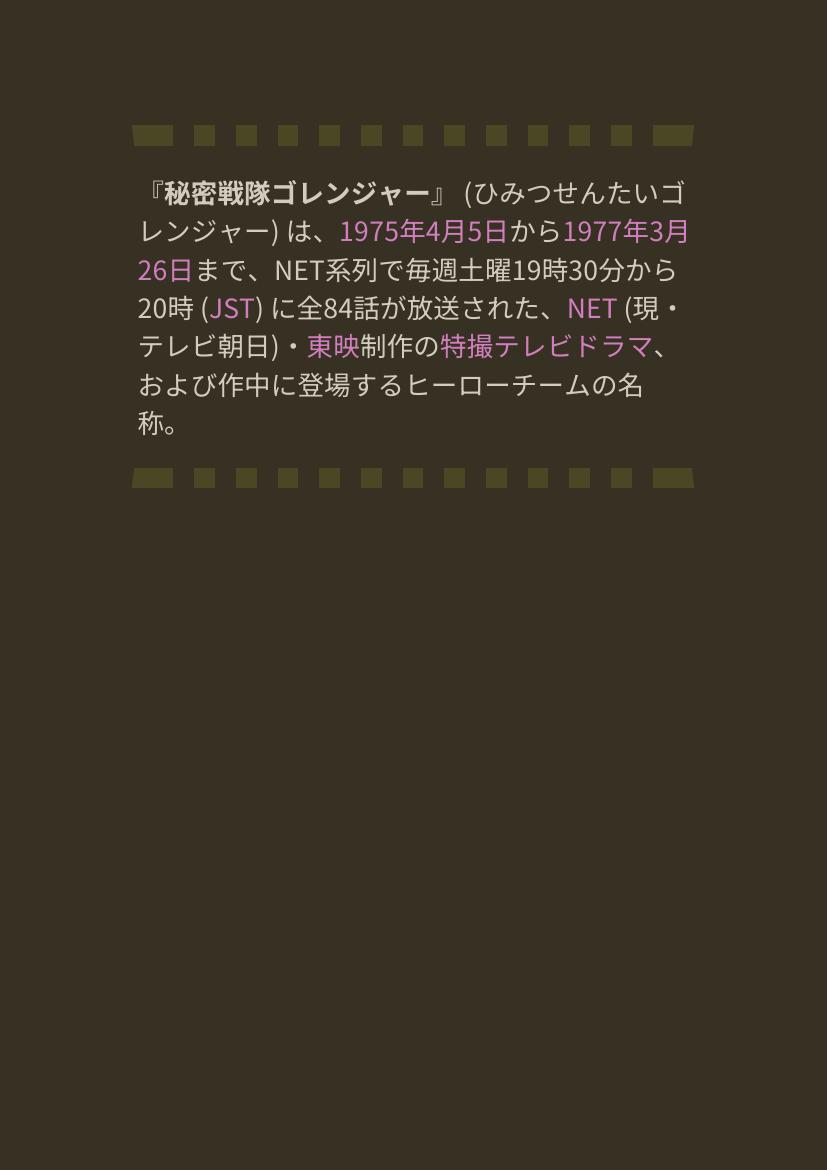 『秘密戦隊ゴレンジャー』 (ひみつせんたいゴ
レンジャー) は、1975年4月5日から1977年3月
26日まで、NET系列で毎週土曜19時30分から
20時 (JST) に全84話が放送された、NET (現・
テレビ朝日)・東映制作の特撮テレビドラマ、
および作中に登場するヒーローチームの名
称。